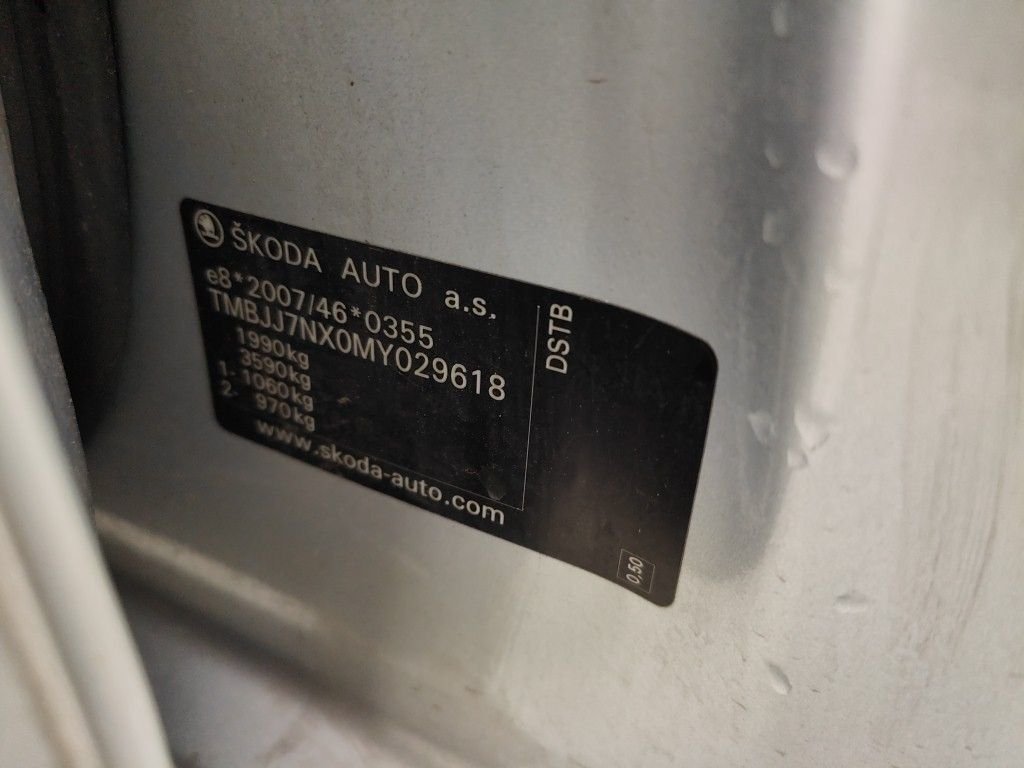 ŠKODA AUTO a.s.
e8*2007/46*0355
TMBJJ7NX0MY029618
1990kg
3590kg
1- 1060kg
2- 970kg
www.skoda-auto.com
DSTB
0.50